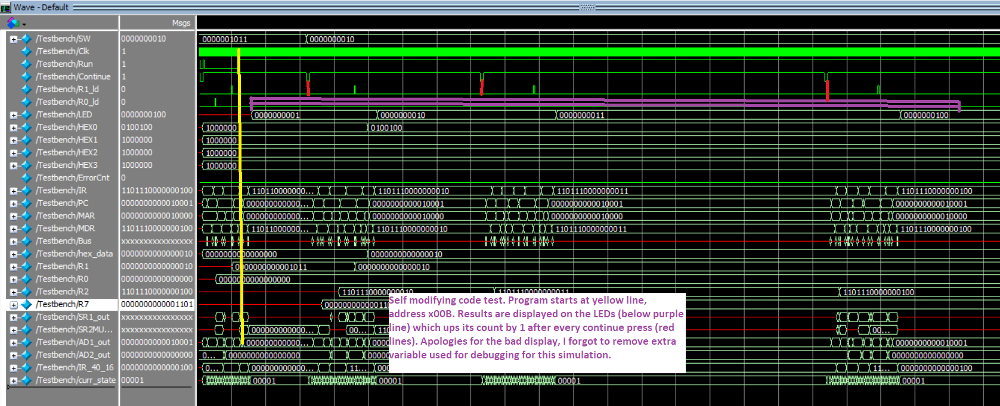 Wave - Default
Msgs
/Testbench/SW 0000000010 0000001011 0000000010
/Testbench/Clk 1
/Testbench/Run 1
/Testbench/Continue 1
/Testbench/R1_ld 0
/Testbench/R0_ld 0
/Testbench/LED 0000000100 0000000001 0000000010 0000000011 0000000100
/Testbench/HEX0 0100100 1000000 0100100
/Testbench/HEX1 1000000 1000000
/Testbench/HEX2 1000000 1000000
/Testbench/HEX3 1000000 1000000
/Testbench/ErrorCnt 0
/Testbench/IR 1101110000000100 110110000000... 1101110000000010 1101110000000011 1101110000000100
/Testbench/PC 0000000000010001 000000000000... 0000000000010001 0000000000010001 0000000000010001
/Testbench/MAR 0000000000010000 000000000000... 0000000000010000 0000000000010000 0000000000010000
/Testbench/MDR 1101110000000100 11011000000... 1101110000000010 1101110000000011 1101110000000100
/Testbench/Bus xxxxxxxxxxxxxxxx
/Testbench/hex_data 0000000000000010 0000000000000000 0000000000000010
/Testbench/R1 0000000000000010 0000000000001011 0000000000000010
/Testbench/R0 0000000000000000 0000000000000000
/Testbench/R2 1101110000000100 1101110000000010 1101110000000011 1101110000000100
/Testbench/R7 0000000000001101
/Testbench/SR1_out xxxxxxxxxxxxxxxx
/Testbench/SR2MU... xxxxxxxxxxxxxxxx 000000000000... 00... 00...
/Testbench/AD1_out 0000000000010001 000000000000... 0000000000010001
/Testbench/AD2_out 0000000000000000 0... 0000000000000000 0000000000000000
/Testbench/IR_40_16 0000000000000100 0... 000000000000... 11... 11... 0000000000000100
/Testbench/curr_state 00001 00001 00001 00001 00001
Self modifying code test. Program starts at yellow line,
address x00B. Results are displayed on the LEDs (below purple
line) which ups its count by 1 after every continue press (red
lines). Apologies for the bad display, I forgot to remove extra
variable used for debugging for this simulation.